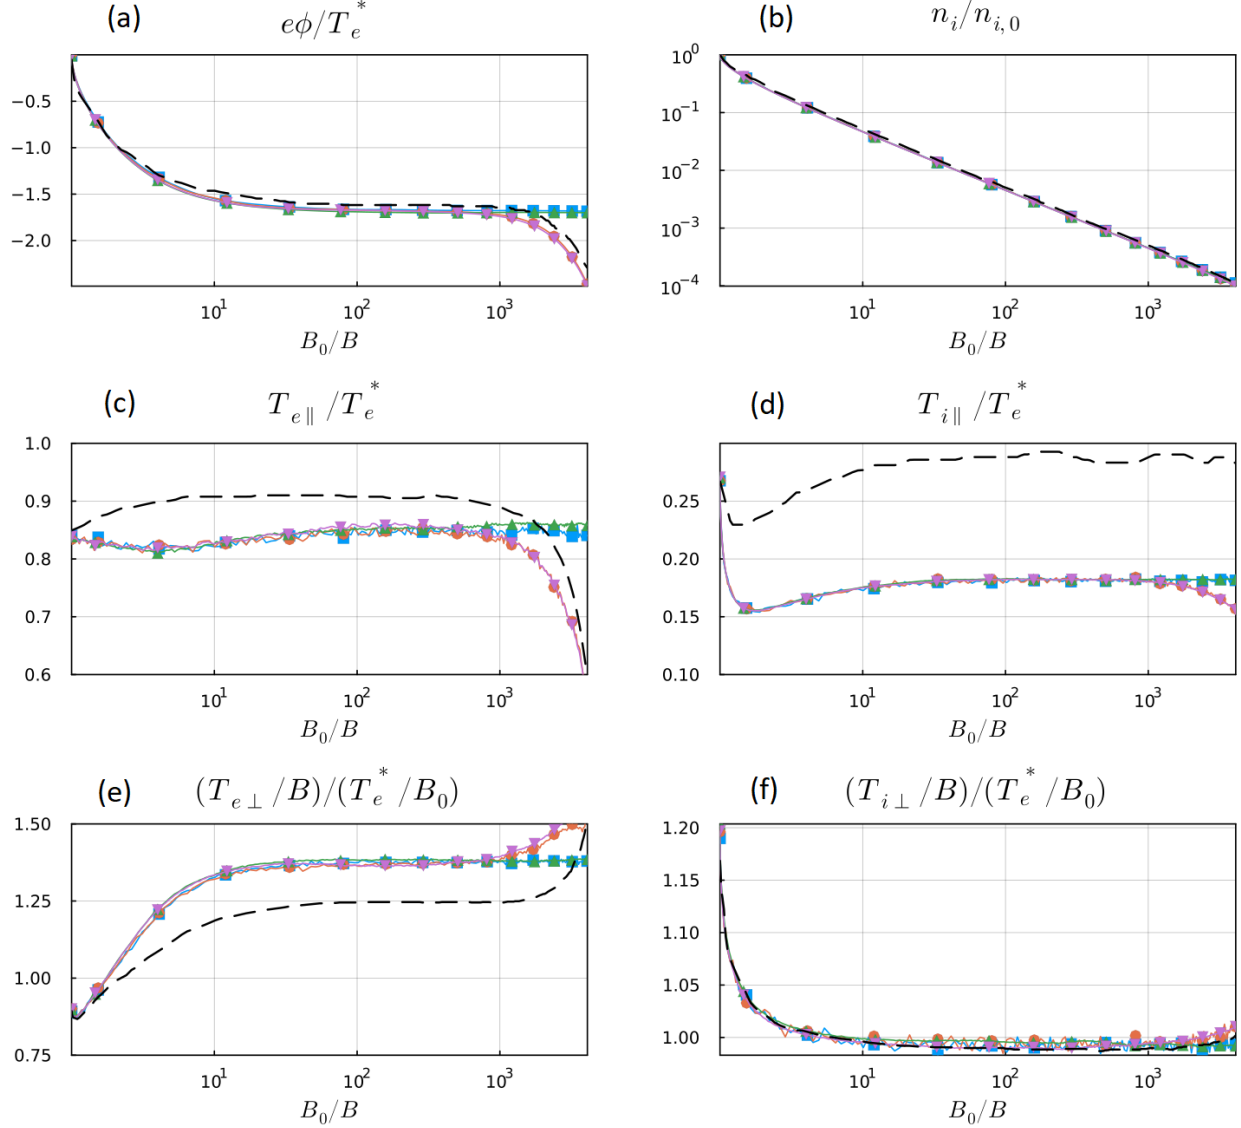 (a) eϕ/T_e^*
−0.5
−1.0
−1.5
−2.0
10^1 10^2 10^3
B_0/B
(b) n_i/n_{i,0}
10^0
10^{−1}
10^{−2}
10^{−3}
10^{−4}
10^1 10^2 10^3
B_0/B
(c) T_{e∥}/T_e^*
1.0
0.9
0.8
0.7
0.6
10^1 10^2 10^3
B_0/B
(d) T_{i∥}/T_e^*
0.25
0.20
0.15
0.10
10^1 10^2 10^3
B_0/B
(e) (T_{e⊥}/B)/(T_e^*/B_0)
1.50
1.25
1.00
0.75
10^1 10^2 10^3
B_0/B
(f) (T_{i⊥}/B)/(T_e^*/B_0)
1.20
1.15
1.10
1.05
1.00
10^1 10^2 10^3
B_0/B